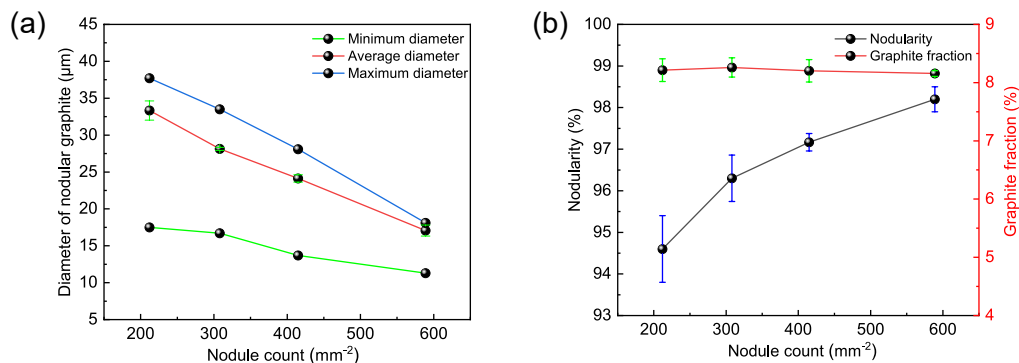 (a)
45
40
35
30
25
20
15
10
5
Diameter of nodular graphite (μm)
Minimum diameter
Average diameter
Maximum diameter
200 300 400 500 600
Nodule count (mm-2)
(b)
100
99
98
97
96
95
94
93
Nodularity (%)
Nodularity
Graphite fraction
9
8
7
6
5
4
Graphite fraction (%)
200 300 400 500 600
Nodule count (mm-2)